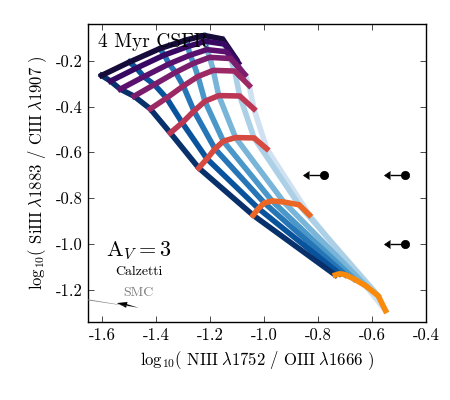 4 Myr CSFR
-0.2
-0.4
-0.6
-0.8
-1.0
-1.2
log₁₀( SiIII λ1883 / CIII λ1907 )
A_V = 3
Calzetti
SMC
-1.6 -1.4 -1.2 -1.0 -0.8 -0.6 -0.4
log₁₀( NIII λ1752 / OIII λ1666 )